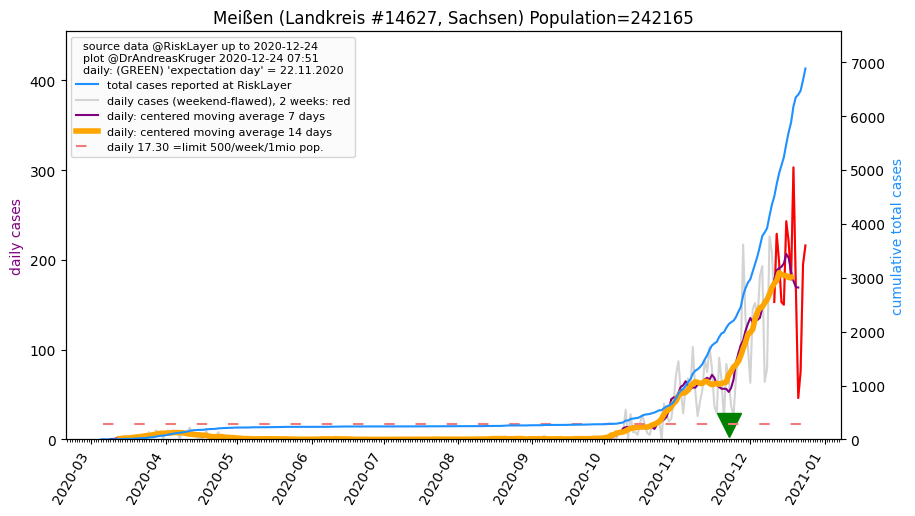 Meißen (Landkreis #14627, Sachsen) Population=242165
source data @RiskLayer up to 2020-12-24
plot @DrAndreasKruger 2020-12-24 07:51
daily: (GREEN) 'expectation day' = 22.11.2020
total cases reported at RiskLayer
daily cases (weekend-flawed), 2 weeks: red
daily: centered moving average 7 days
daily: centered moving average 14 days
daily 17.30 =limit 500/week/1mio pop.
daily cases
400
300
200
100
0
cumulative total cases
7000
6000
5000
4000
3000
2000
1000
0
2020-03
2020-04
2020-05
2020-06
2020-07
2020-08
2020-09
2020-10
2020-11
2020-12
2021-01